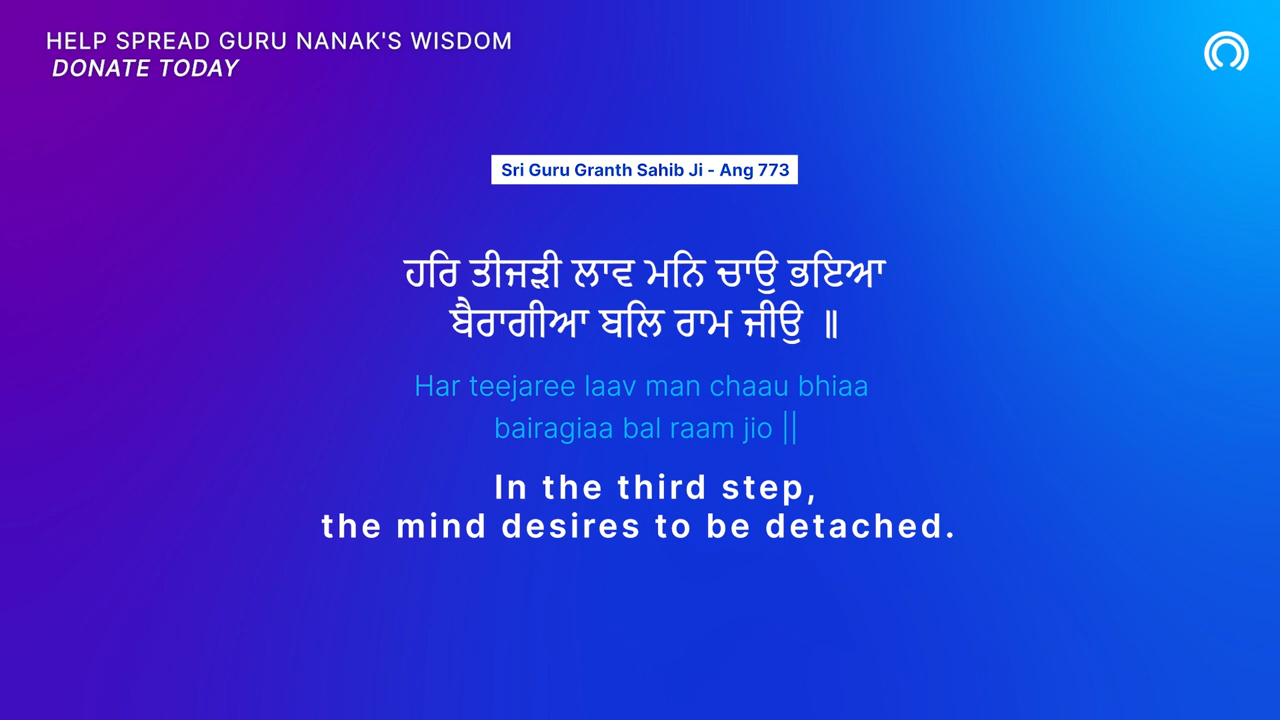 HELP SPREAD GURU NANAK'S WISDOM
DONATE TODAY
Sri Guru Granth Sahib Ji - Ang 773
ਹਰਿ ਤੀਜੜੀ ਲਾਵ ਮਨਿ ਚਾਉ ਭਇਆ
ਬੈਰਾਗੀਆ ਬਲਿ ਰਾਮ ਜੀਉ ॥
Har teejaree laav man chaau bhiaa
bairagiaa bal raam jio ||
In the third step,
the mind desires to be detached.